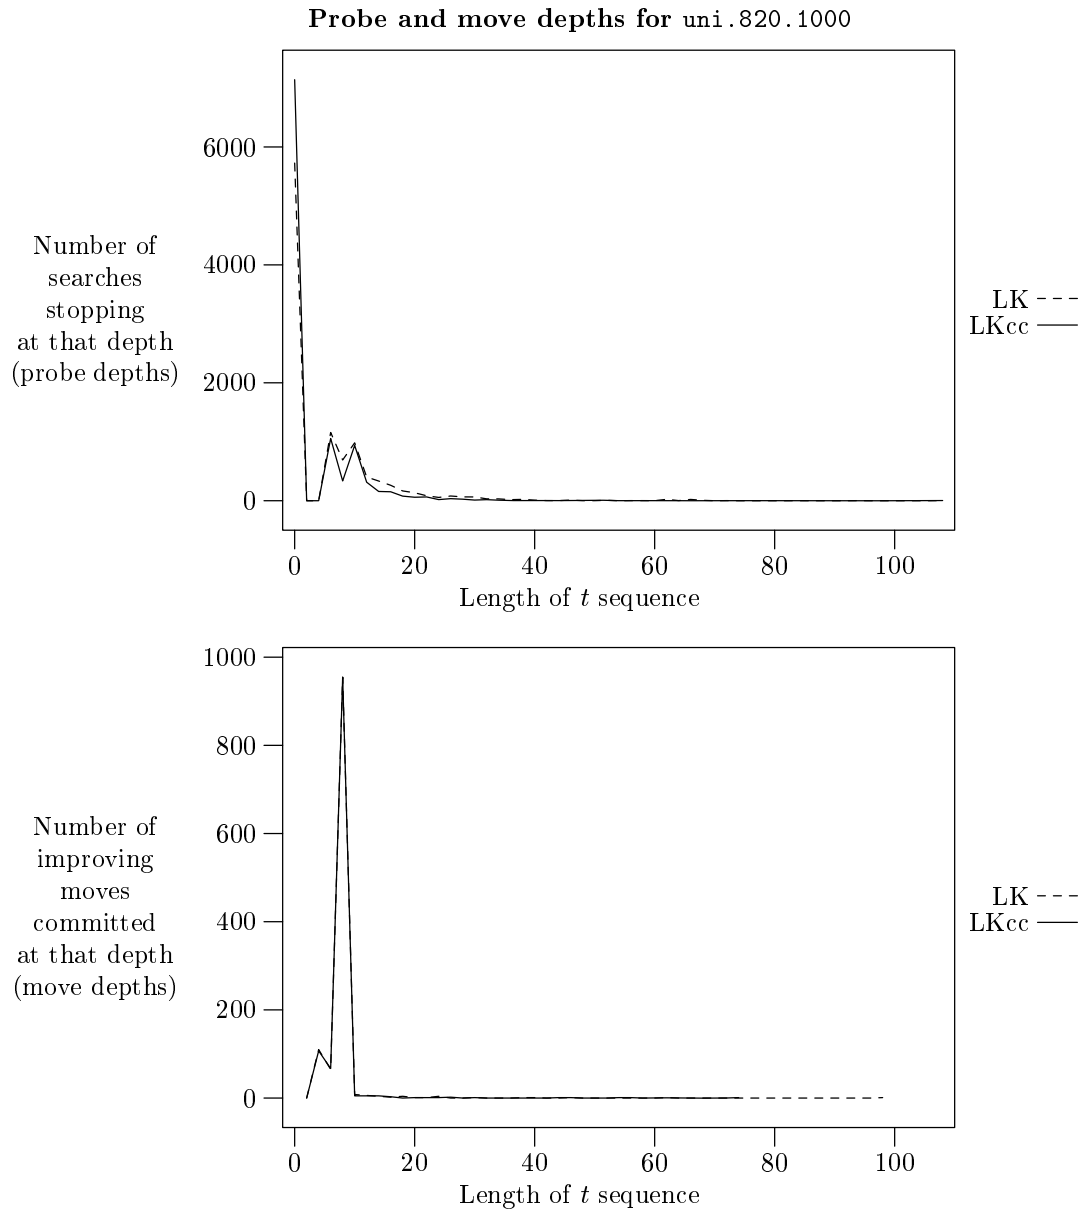 Probe and move depths for uni.820.1000
6000
4000
2000
0
Number of
searches
stopping
at that depth
(probe depths)
LK
LKcc
0 20 40 60 80 100
Length of t sequence
1000
800
600
400
200
0
Number of
improving
moves
committed
at that depth
(move depths)
LK
LKcc
0 20 40 60 80 100
Length of t sequence